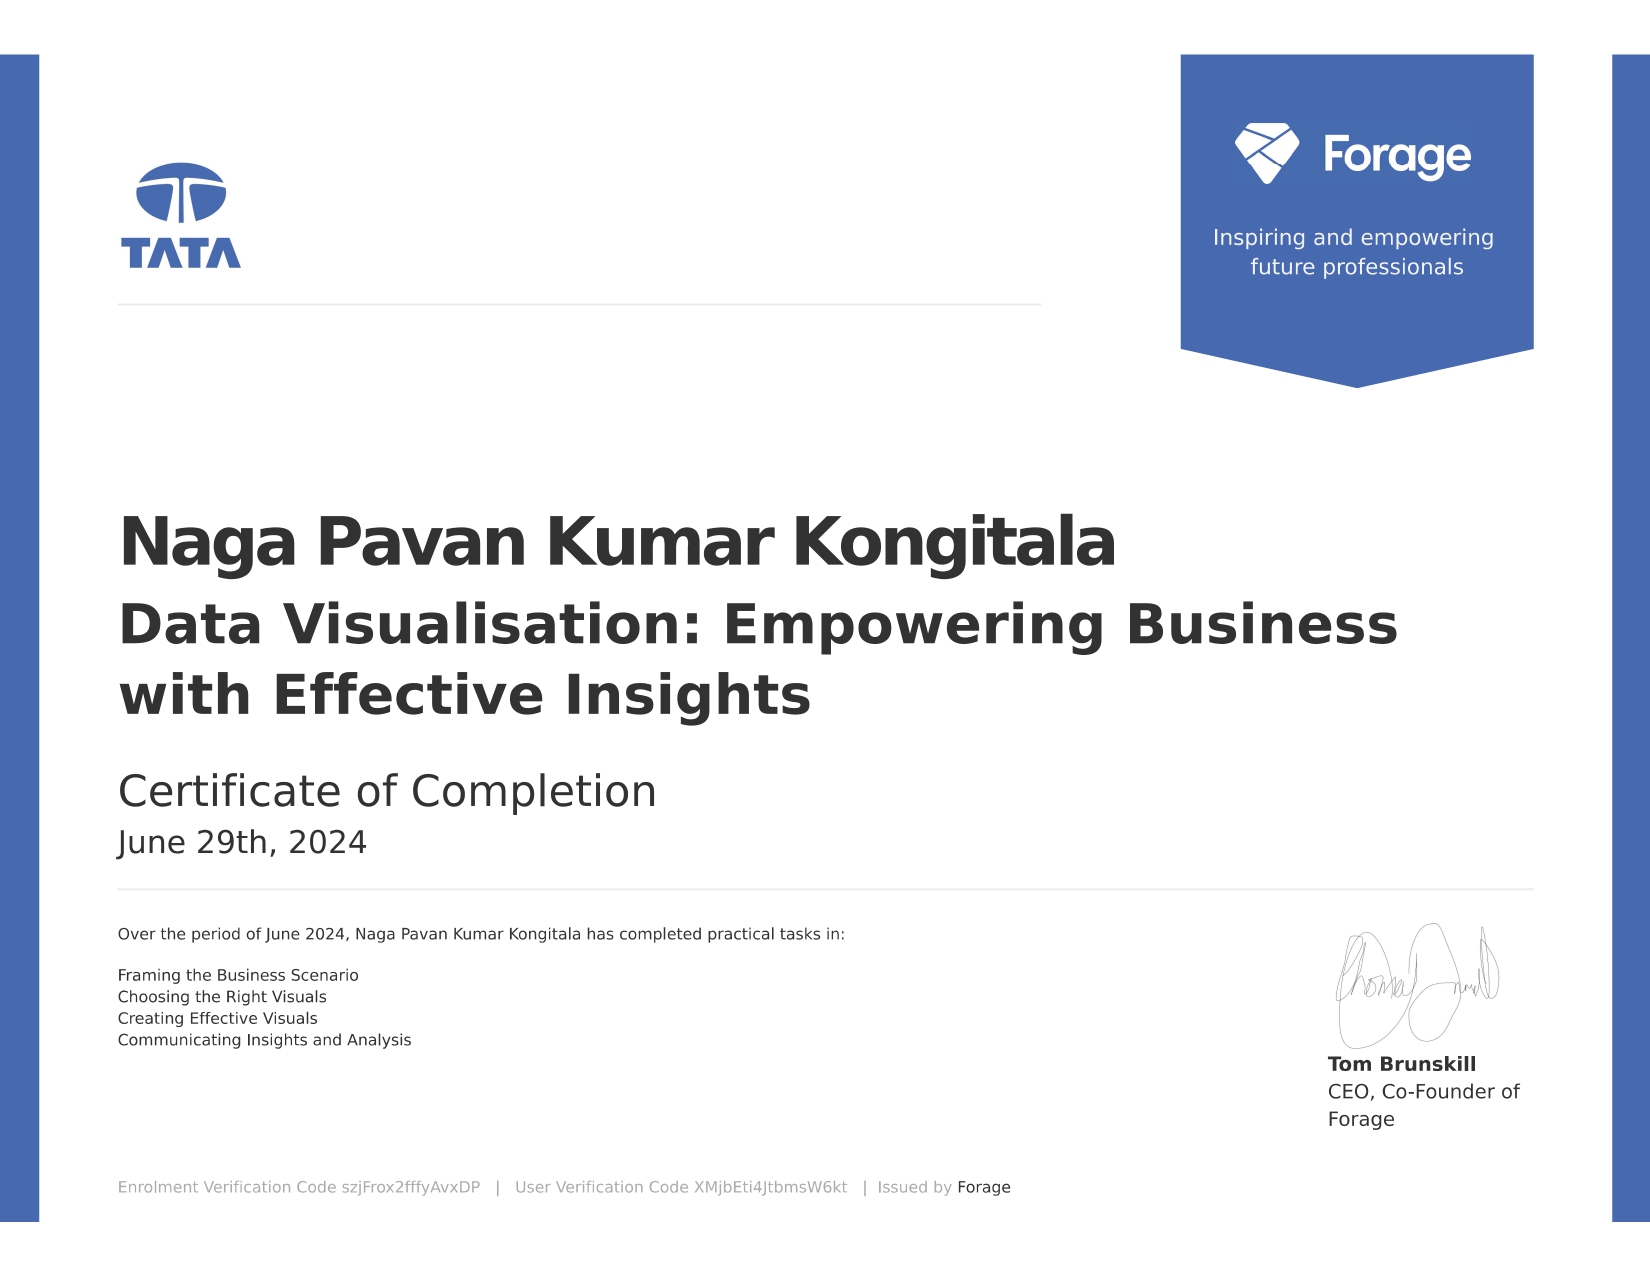 TATA
Forage
Inspiring and empowering
future professionals
Naga Pavan Kumar Kongitala
Data Visualisation: Empowering Business
with Effective Insights
Certificate of Completion
June 29th, 2024
Over the period of June 2024, Naga Pavan Kumar Kongitala has completed practical tasks in:
Framing the Business Scenario
Choosing the Right Visuals
Creating Effective Visuals
Communicating Insights and Analysis
Tom Brunskill
CEO, Co-Founder of
Forage
Enrolment Verification Code szjFrox2fffyAvxDP | User Verification Code XMjbEti4JtbmsW6kt | Issued by Forage